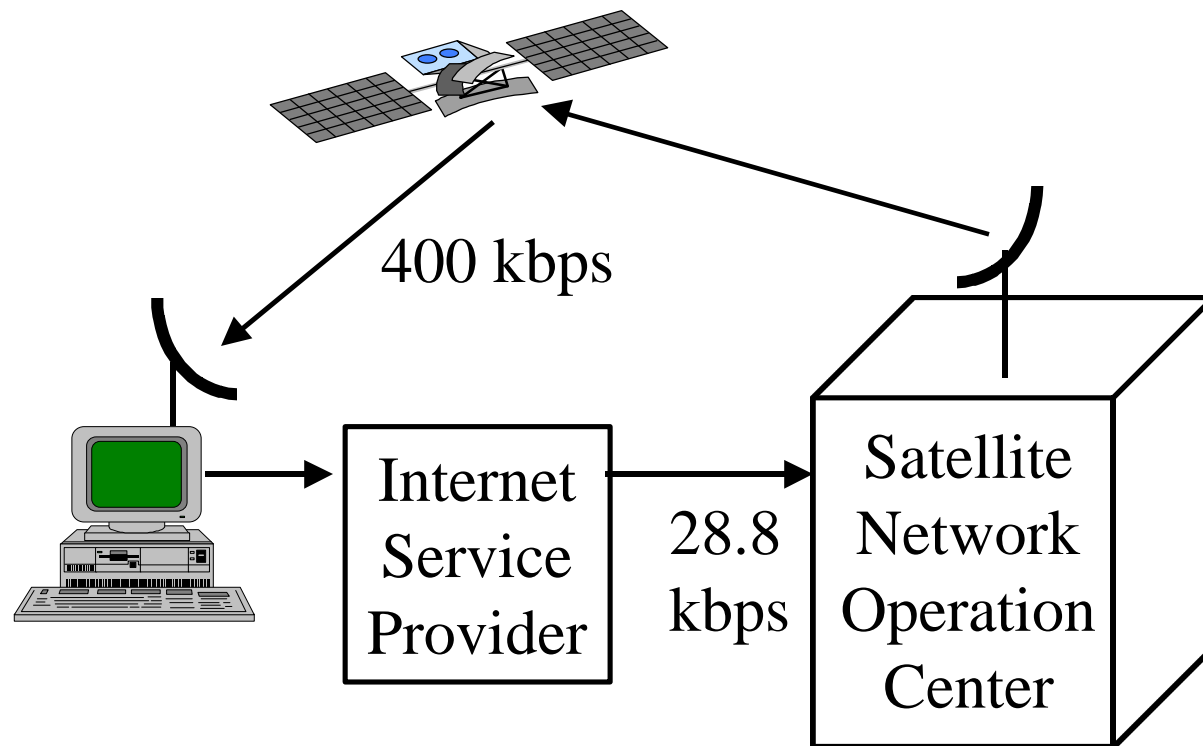 400 kbps
Internet
Service
Provider
28.8
kbps
Satellite
Network
Operation
Center